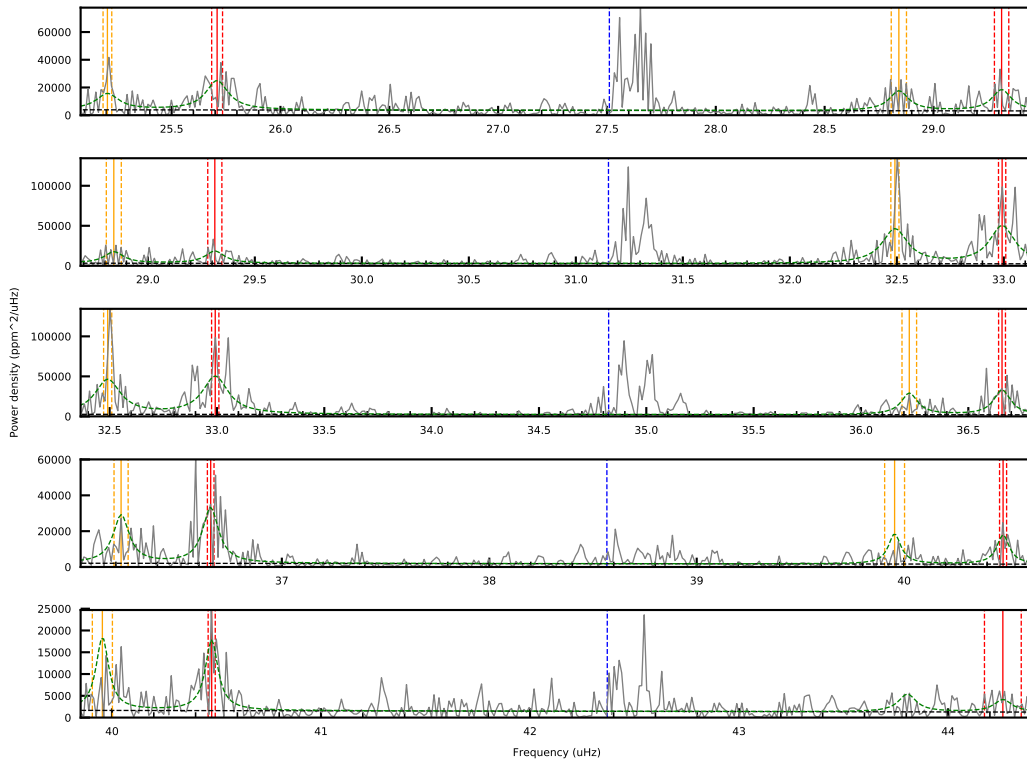 60000
40000
20000
0
25.5 26.0 26.5 27.0 27.5 28.0 28.5 29.0
100000
50000
0
29.0 29.5 30.0 30.5 31.0 31.5 32.0 32.5 33.0
100000
50000
0
32.5 33.0 33.5 34.0 34.5 35.0 35.5 36.0 36.5
Power density (ppm^2/uHz)
60000
40000
20000
0
37 38 39 40
25000
20000
15000
10000
5000
0
40 41 42 43 44
Frequency (uHz)